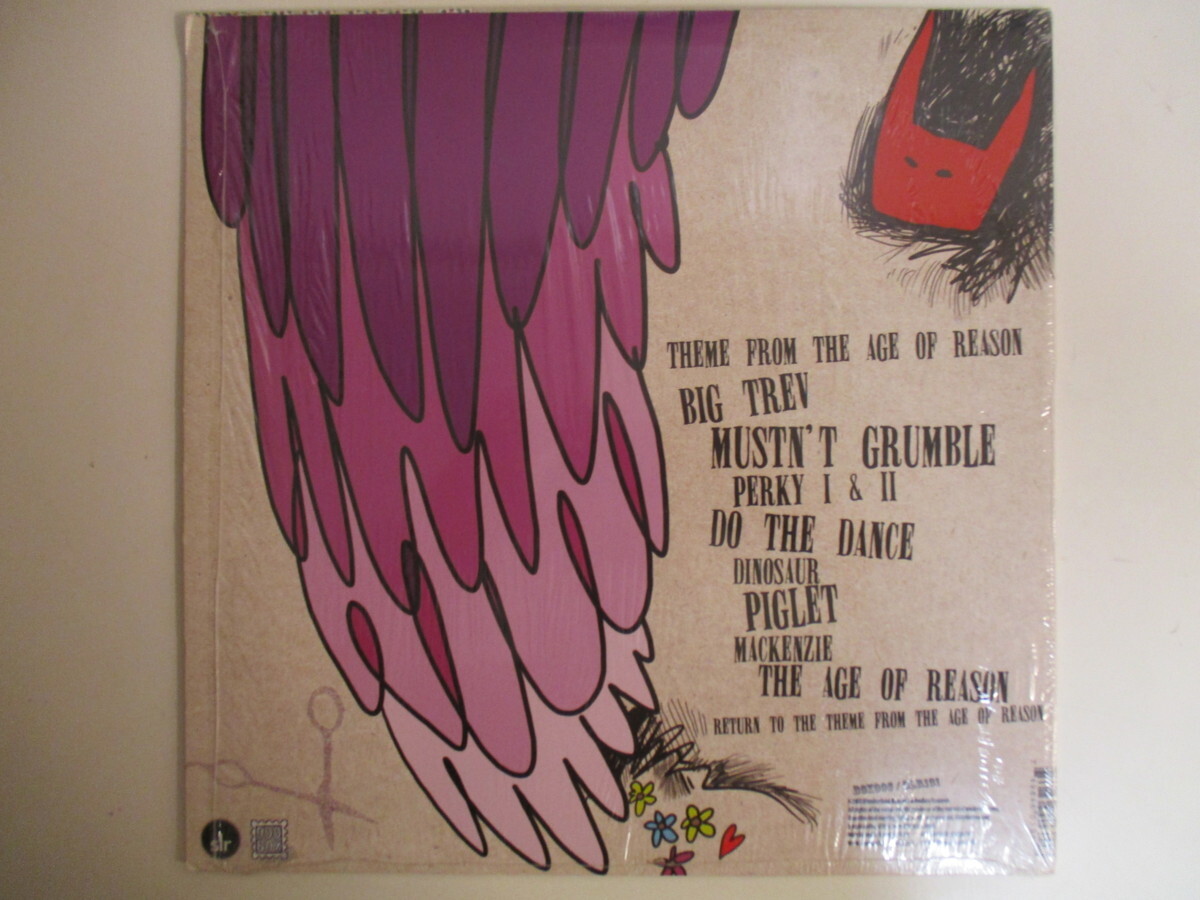 THEME FROM THE AGE OF REASON
BIG TREV
MUSTN'T GRUMBLE
PERKY I & II
DO THE DANCE
DINOSAUR
PIGLET
MACKENZIE
THE AGE OF REASON
RETURN TO THE THEME FROM THE AGE OF REASON
slr